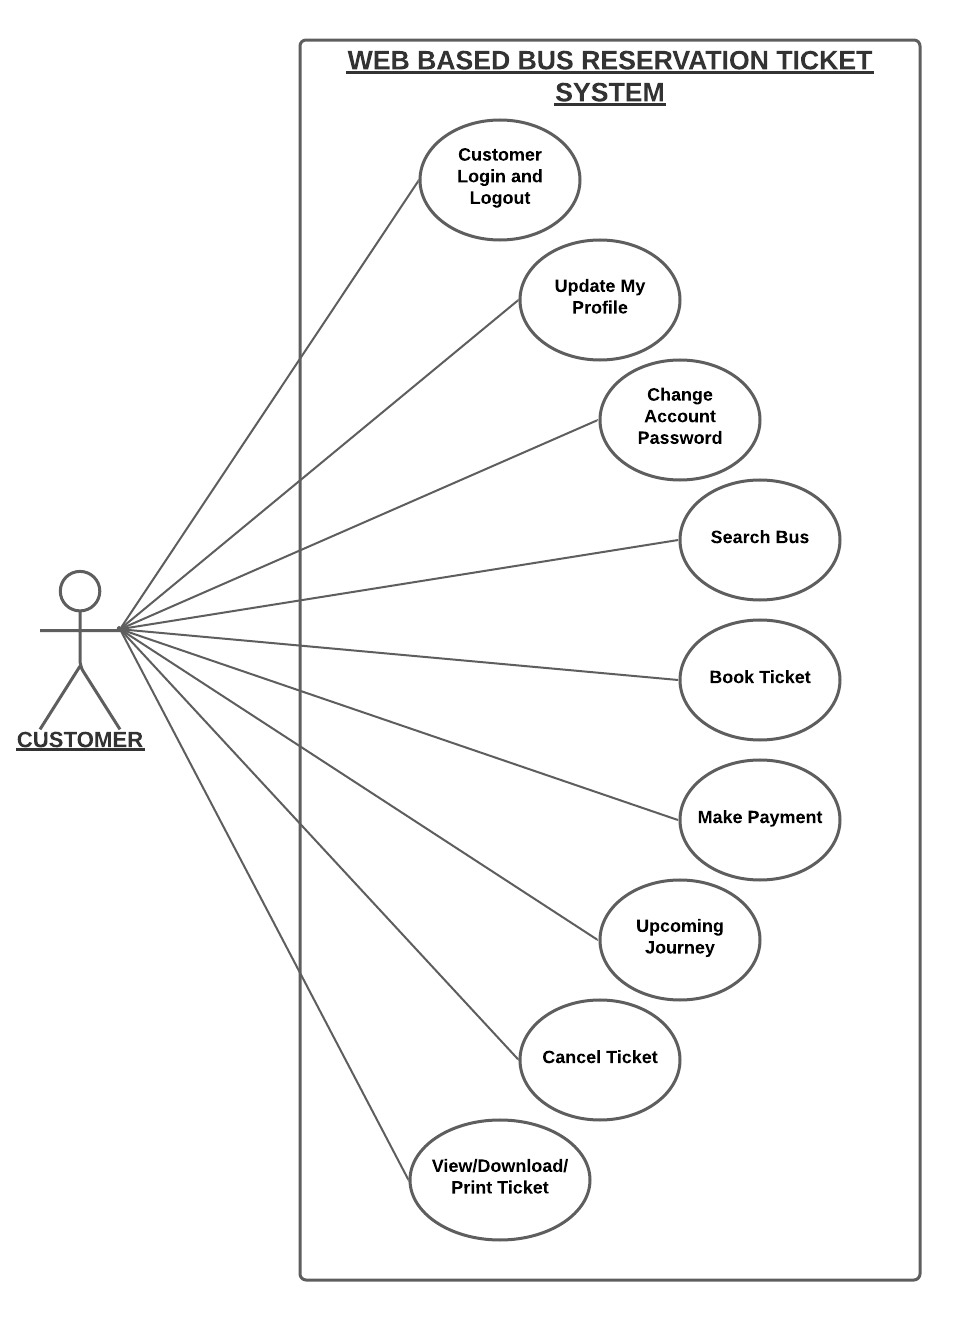 WEB BASED BUS RESERVATION TICKET
SYSTEM
Customer
Login and
Logout
Update My
Profile
Change
Account
Password
Search Bus
Book Ticket
CUSTOMER
Make Payment
Upcoming
Journey
Cancel Ticket
View/Download/
Print Ticket